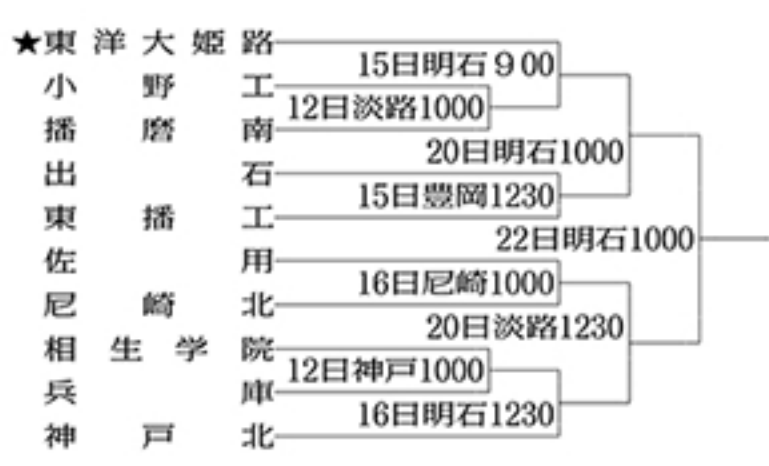 ★東洋大姫路
15日明石900
小野工
12日淡路1000
播磨南
20日明石1000
出石
15日豊岡1230
東播工
22日明石1000
佐用
16日尼崎1000
尼崎北
20日淡路1230
相生学院
12日神戸1000
兵庫
16日明石1230
神戸北